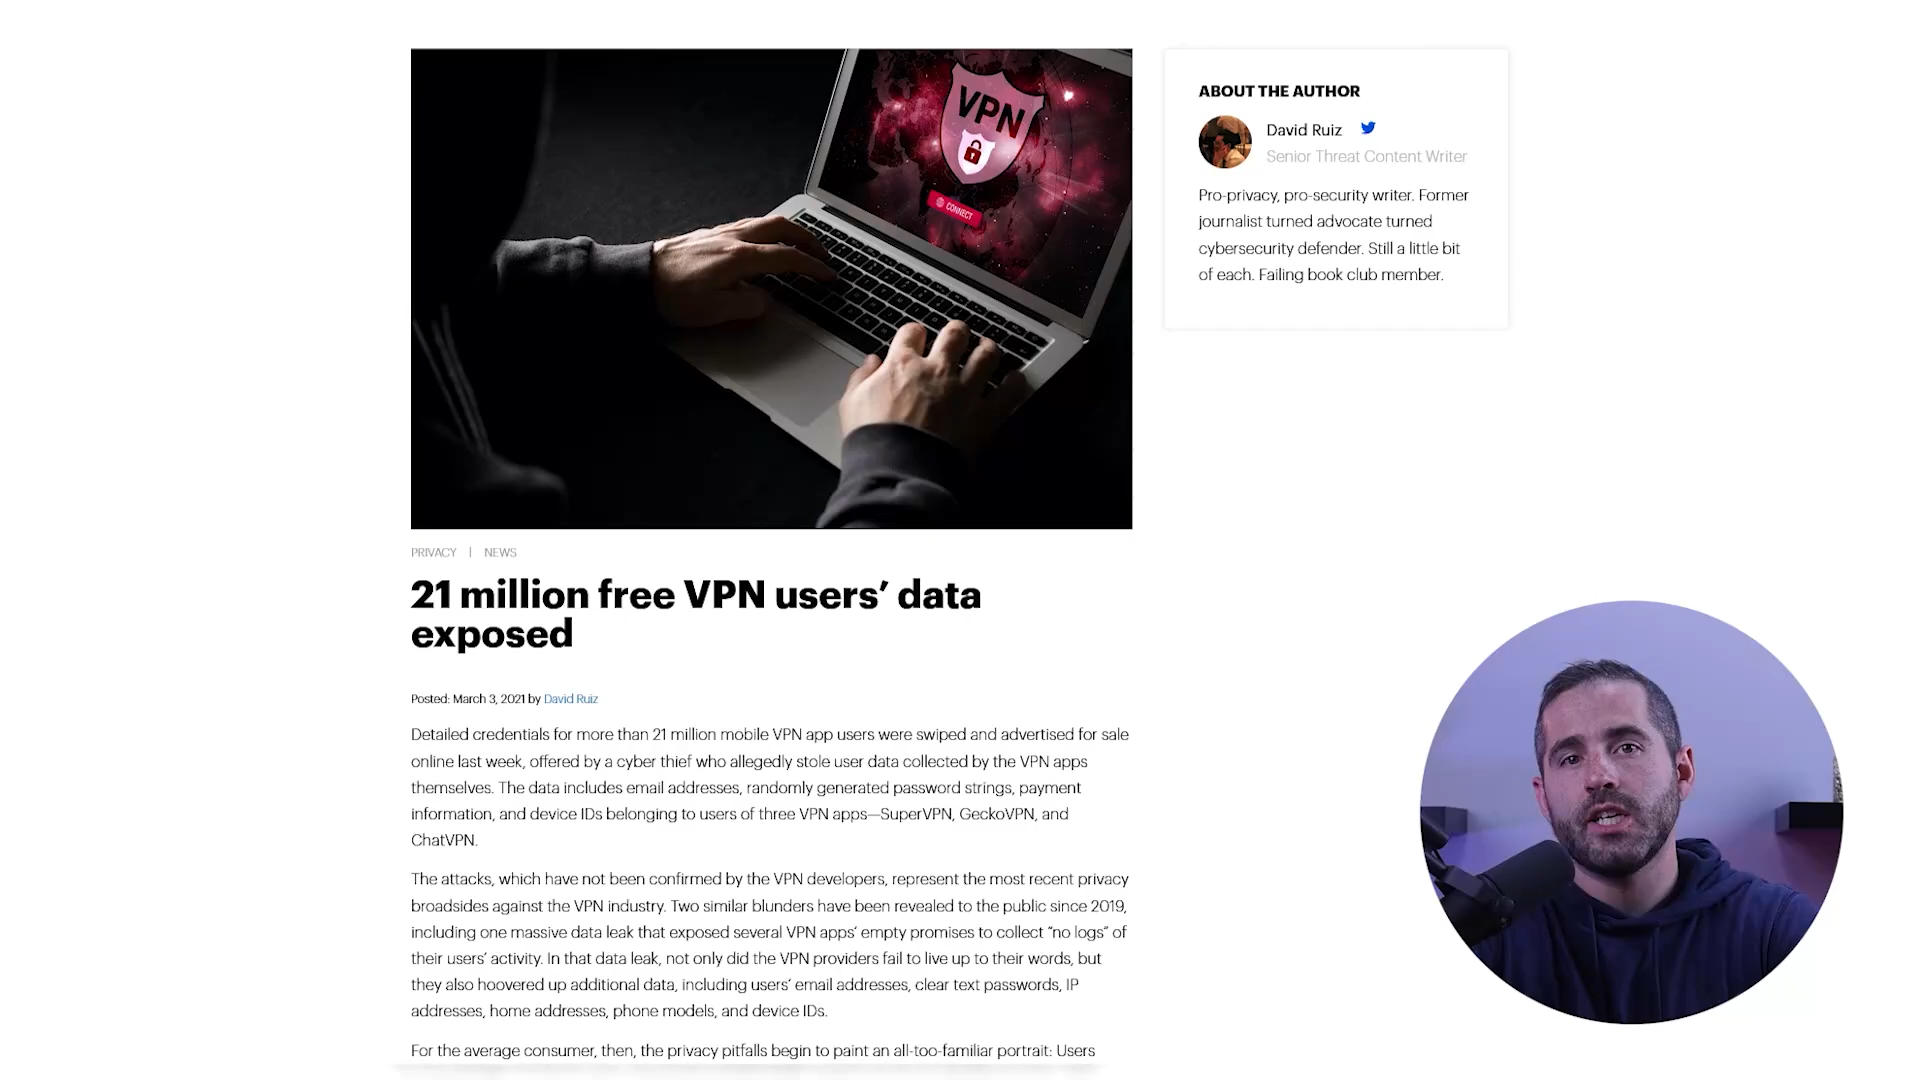 VPN
CONNECT
PRIVACY | NEWS
21 million free VPN users’ data
exposed
Posted: March 3, 2021 by David Ruiz
Detailed credentials for more than 21 million mobile VPN app users were swiped and advertised for sale
online last week, offered by a cyber thief who allegedly stole user data collected by the VPN apps
themselves. The data includes email addresses, randomly generated password strings, payment
information, and device IDs belonging to users of three VPN apps—SuperVPN, GeckoVPN, and
ChatVPN.
The attacks, which have not been confirmed by the VPN developers, represent the most recent privacy
broadsides against the VPN industry. Two similar blunders have been revealed to the public since 2019,
including one massive data leak that exposed several VPN apps’ empty promises to collect “no logs” of
their users’ activity. In that data leak, not only did the VPN providers fail to live up to their words, but
they also hoovered up additional data, including users’ email addresses, clear text passwords, IP
addresses, home addresses, phone models, and device IDs.
For the average consumer, then, the privacy pitfalls begin to paint an all-too-familiar portrait: Users
ABOUT THE AUTHOR
David Ruiz
Senior Threat Content Writer
Pro-privacy, pro-security writer. Former
journalist turned advocate turned
cybersecurity defender. Still a little bit
of each. Failing book club member.